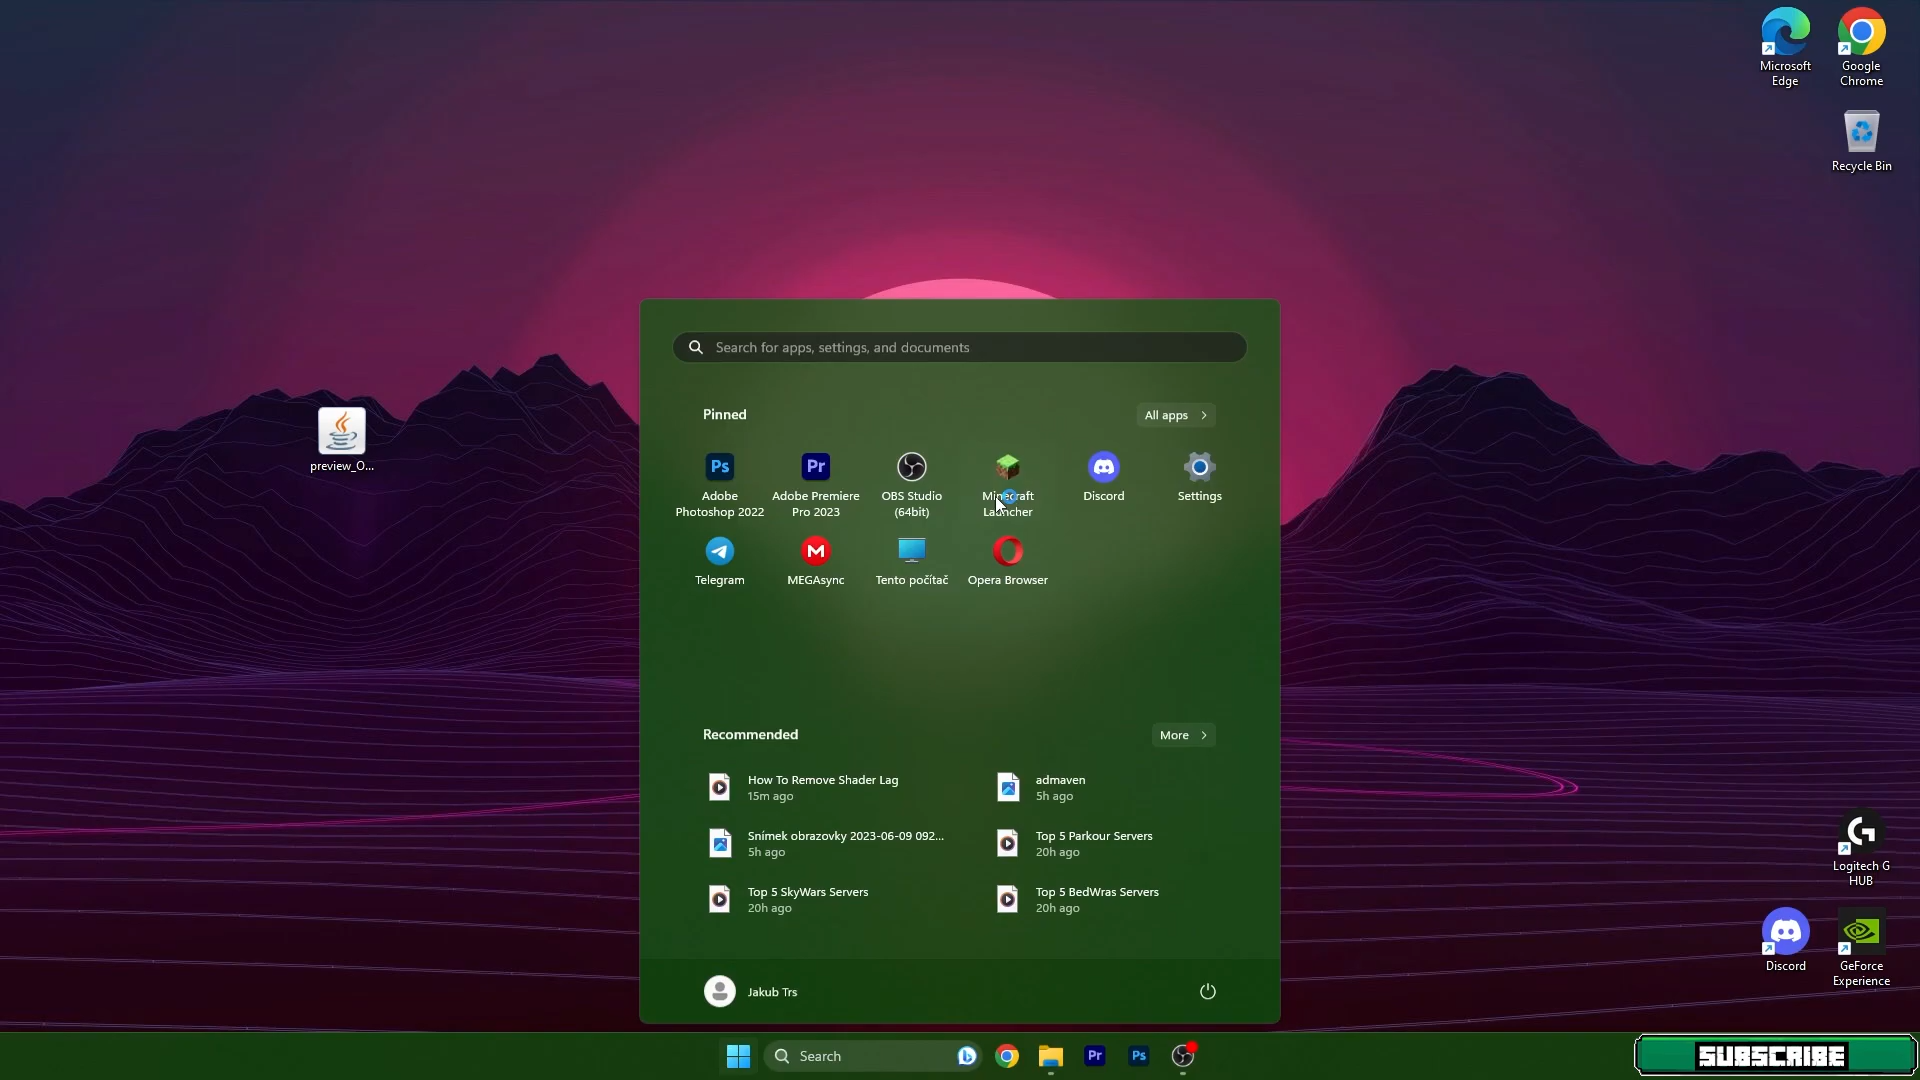 Microsoft
Edge
Google
Chrome
Recycle Bin
preview_O...
Search for apps, settings, and documents
Pinned
All apps
Ps
Adobe
Photoshop 2022
Pr
Adobe Premiere
Pro 2023
OBS Studio
(64bit)
Minecraft
Launcher
Discord
Settings
Telegram
M
MEGAsync
Tento počítač
Opera Browser
Recommended
More
How To Remove Shader Lag
15m ago
admaven
5h ago
Snímek obrazovky 2023-06-09 092...
5h ago
Top 5 Parkour Servers
20h ago
Top 5 SkyWars Servers
20h ago
Top 5 BedWras Servers
20h ago
Jakub Trs
Logitech G
HUB
Discord
GeForce
Experience
Search
Pr
Ps
SUBSCRIBE